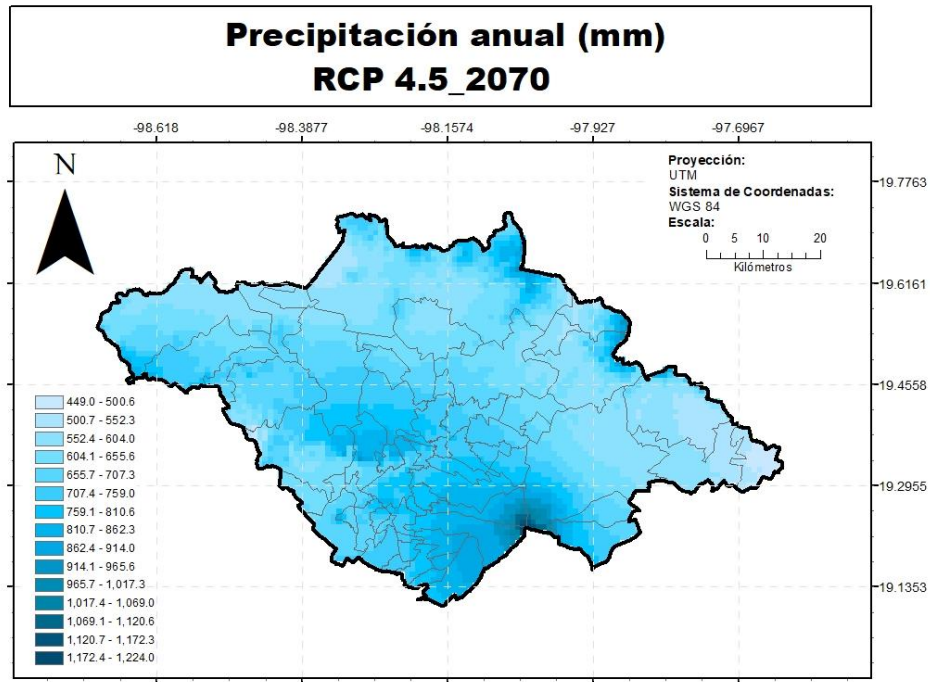 Precipitación anual (mm)
RCP 4.5_2070
-98.618 -98.3877 -98.1574 -97.927 -97.6967
N
Proyección:
UTM
Sistema de Coordenadas:
WGS 84
Escala:
0 5 10 20
Kilómetros
19.7763
19.6161
19.4558
19.2955
19.1353
449.0 - 500.6
500.7 - 552.3
552.4 - 604.0
604.1 - 655.6
655.7 - 707.3
707.4 - 759.0
759.1 - 810.6
810.7 - 862.3
862.4 - 914.0
914.1 - 965.6
965.7 - 1,017.3
1,017.4 - 1,069.0
1,069.1 - 1,120.6
1,120.7 - 1,172.3
1,172.4 - 1,224.0